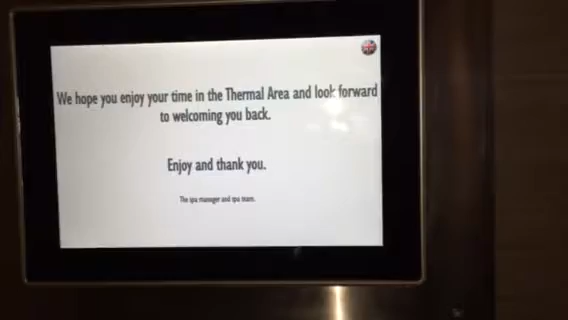 We hope you enjoy your time in the Thermal Area and look forward
to welcoming you back.
Enjoy and thank you.
The spa manager and spa team.